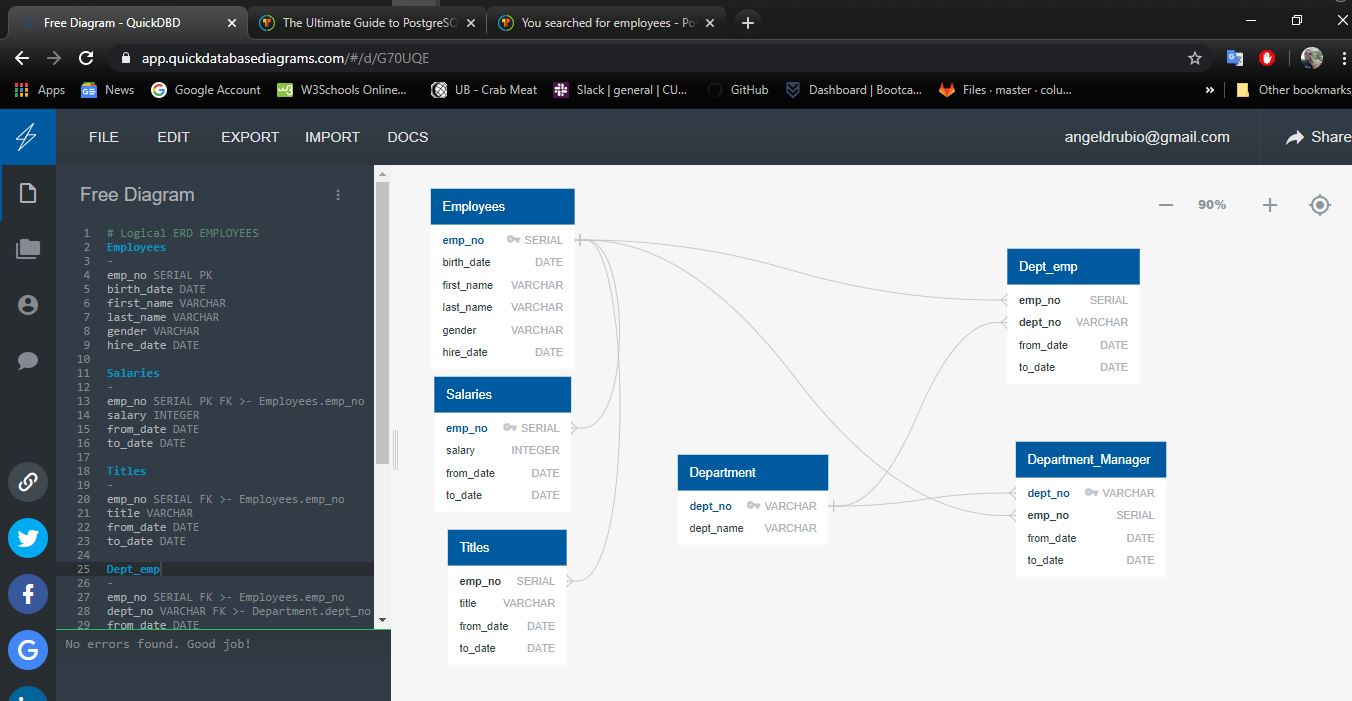 Free Diagram - QuickDBD
The Ultimate Guide to PostgreSQ
You searched for employees - Po
app.quickdatabasediagrams.com/#/d/G70UQE
Apps
News
Google Account
W3Schools Online...
UB - Crab Meat
Slack | general | CU...
GitHub
Dashboard | Bootca...
Files · master · colu...
»
Other bookmarks
FILE
EDIT
EXPORT
IMPORT
DOCS
angeldrubio@gmail.com
Share
Free Diagram
1 # Logical ERD EMPLOYEES
2 Employees
3 -
4 emp_no SERIAL PK
5 birth_date DATE
6 first_name VARCHAR
7 last_name VARCHAR
8 gender VARCHAR
9 hire_date DATE
10
11 Salaries
12 -
13 emp_no SERIAL PK FK >- Employees.emp_no
14 salary INTEGER
15 from_date DATE
16 to_date DATE
17
18 Titles
19 -
20 emp_no SERIAL FK >- Employees.emp_no
21 title VARCHAR
22 from_date DATE
23 to_date DATE
24
25 Dept_emp
26 -
27 emp_no SERIAL FK >- Employees.emp_no
28 dept_no VARCHAR FK >- Department.dept_no
29 from_date DATE
No errors found. Good job!
90%
Employees
emp_no SERIAL
birth_date DATE
first_name VARCHAR
last_name VARCHAR
gender VARCHAR
hire_date DATE
Salaries
emp_no SERIAL
salary INTEGER
from_date DATE
to_date DATE
Titles
emp_no SERIAL
title VARCHAR
from_date DATE
to_date DATE
Department
dept_no VARCHAR
dept_name VARCHAR
Dept_emp
emp_no SERIAL
dept_no VARCHAR
from_date DATE
to_date DATE
Department_Manager
dept_no VARCHAR
emp_no SERIAL
from_date DATE
to_date DATE